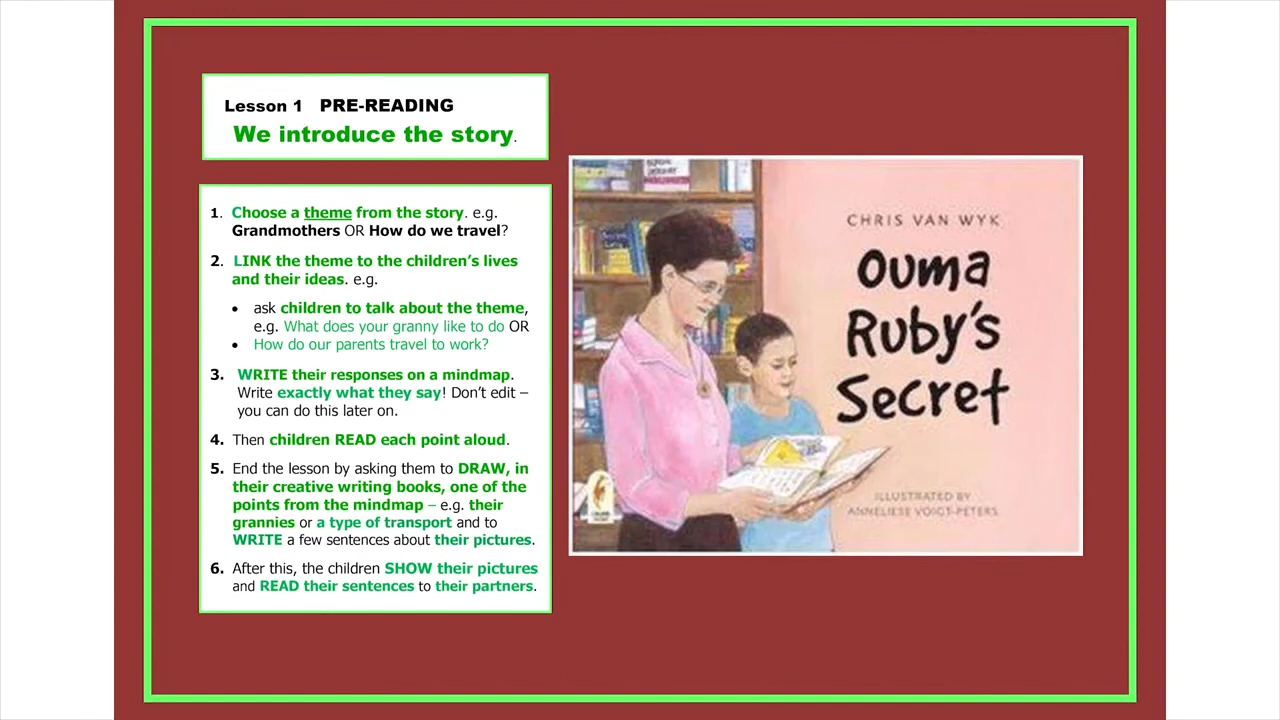 Lesson 1 PRE-READING
We introduce the story.
1. Choose a theme from the story. e.g.
Grandmothers OR How do we travel?
2. LINK the theme to the children’s lives
and their ideas. e.g.
• ask children to talk about the theme,
e.g. What does your granny like to do OR
• How do our parents travel to work?
3. WRITE their responses on a mindmap.
Write exactly what they say! Don’t edit –
you can do this later on.
4. Then children READ each point aloud.
5. End the lesson by asking them to DRAW, in
their creative writing books, one of the
points from the mindmap – e.g. their
grannies or a type of transport and to
WRITE a few sentences about their pictures.
6. After this, the children SHOW their pictures
and READ their sentences to their partners.
CHRIS VAN WYK
Ouma
Ruby's
Secret
ILLUSTRATED BY
ANNELIESE VOIGT-PETERS